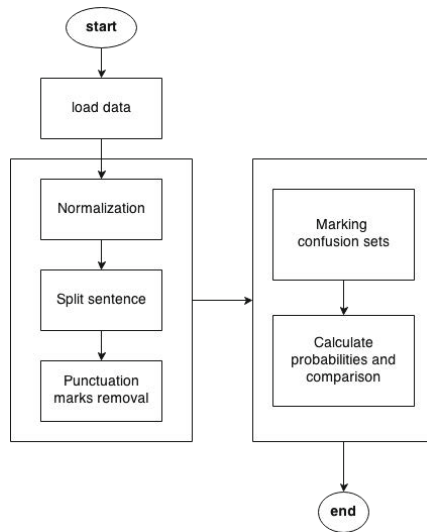 start
load data
Normalization
Split sentence
Punctuation
marks removal
Marking
confusion sets
Calculate
probabilities and
comparison
end